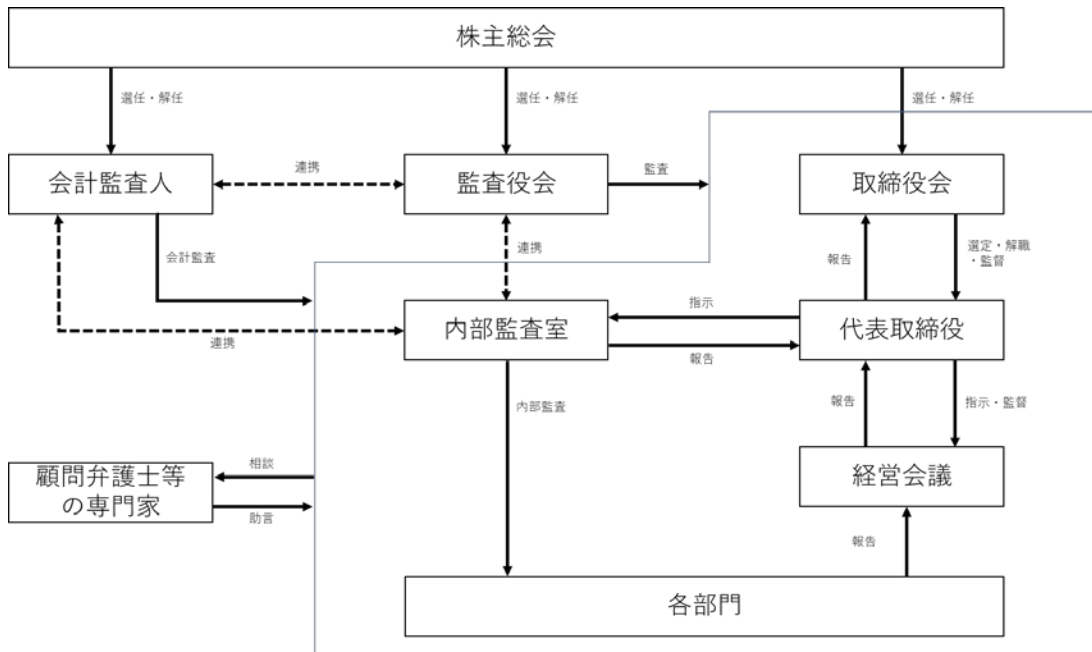 株主総会
選任・解任
選任・解任
選任・解任
会計監査人
連携
監査役会
監査
取締役会
会計監査
連携
報告
選定・解職
・監督
内部監査室
指示
報告
代表取締役
連携
内部監査
報告
指示・監督
顧問弁護士等
の専門家
相談
助言
経営会議
報告
各部門